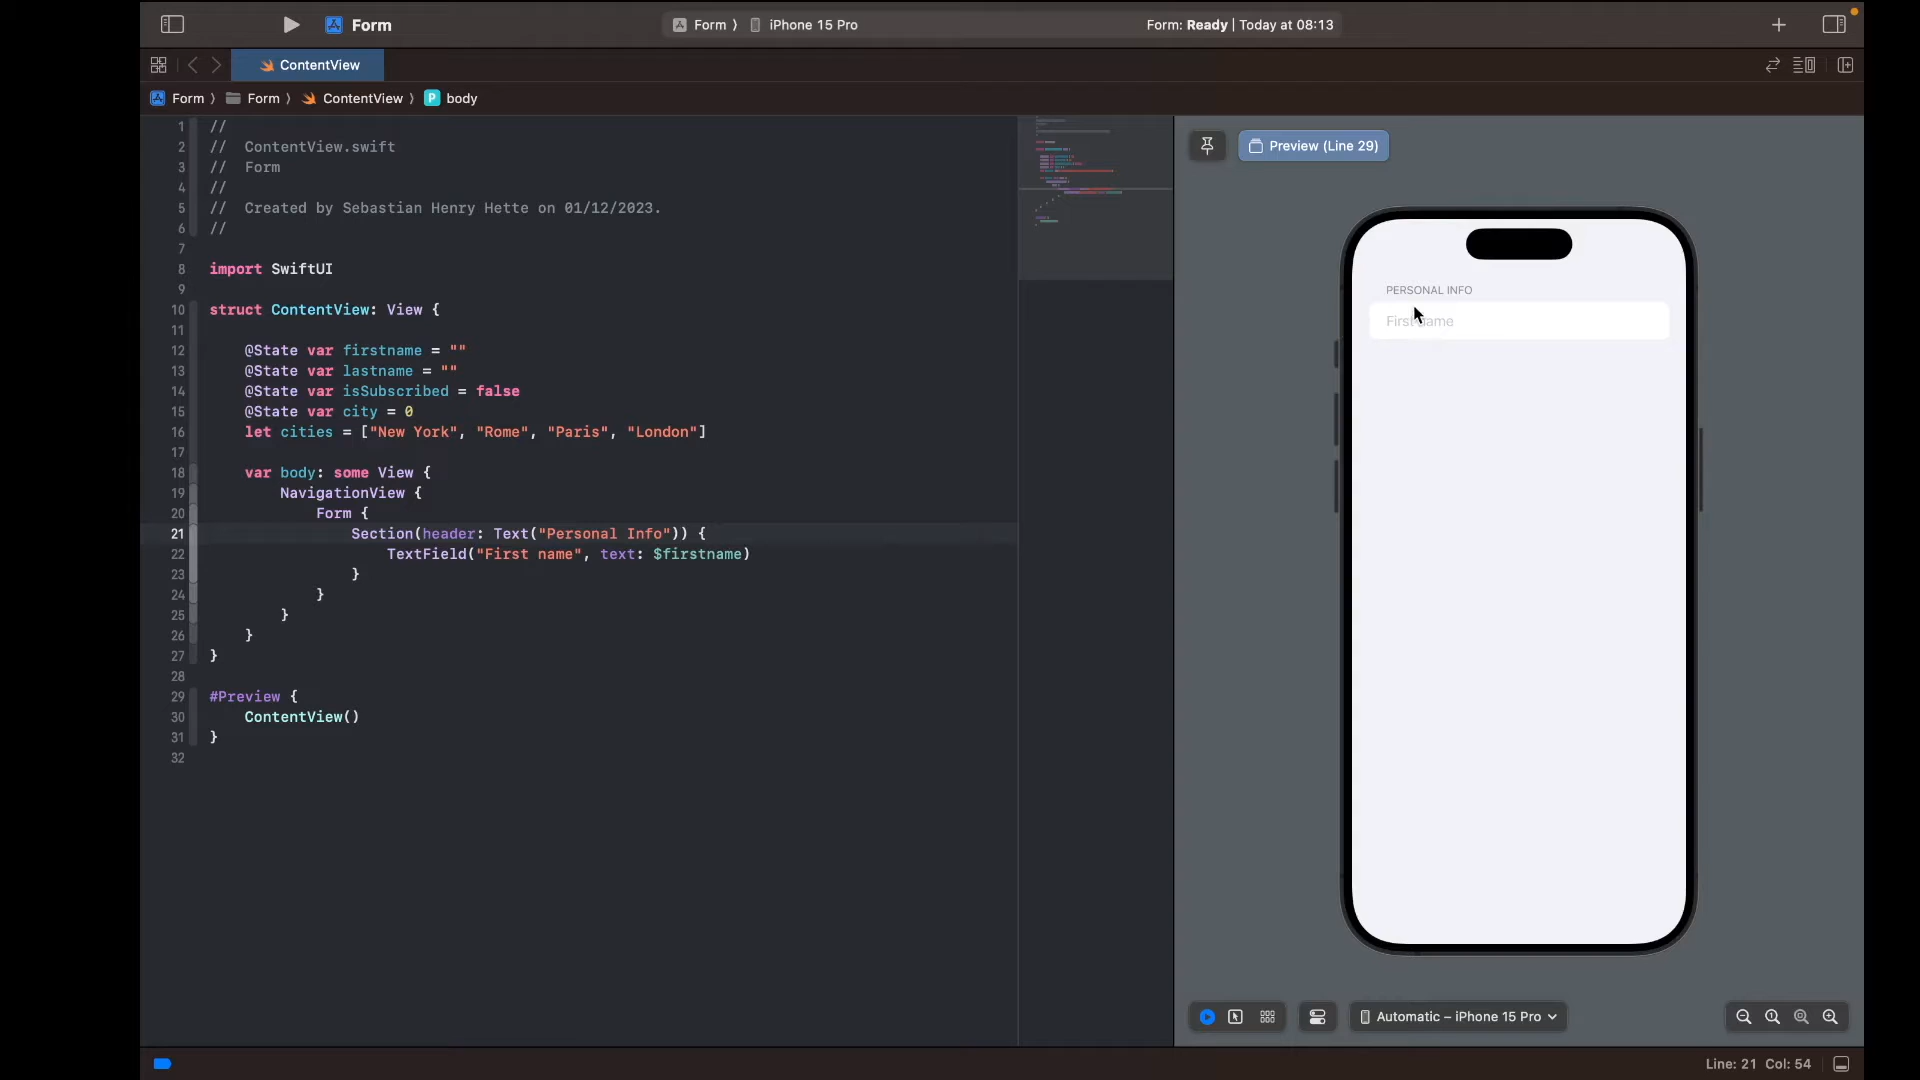 Form
Form ⟩ iPhone 15 Pro
Form: Ready | Today at 08:13
ContentView
Form ⟩ Form ⟩ ContentView ⟩ P body
1 //
2 //  ContentView.swift
3 //  Form
4 //
5 //  Created by Sebastian Henry Hette on 01/12/2023.
6 //
7
8 import SwiftUI
9
10 struct ContentView: View {
11
12     @State var firstname = ""
13     @State var lastname = ""
14     @State var isSubscribed = false
15     @State var city = 0
16     let cities = ["New York", "Rome", "Paris", "London"]
17
18     var body: some View {
19         NavigationView {
20             Form {
21                 Section(header: Text("Personal Info")) {
22                     TextField("First name", text: $firstname)
23                 }
24             }
25         }
26     }
27 }
28
29 #Preview {
30     ContentView()
31 }
32
Preview (Line 29)
PERSONAL INFO
First name
Automatic – iPhone 15 Pro
Line: 21 Col: 54